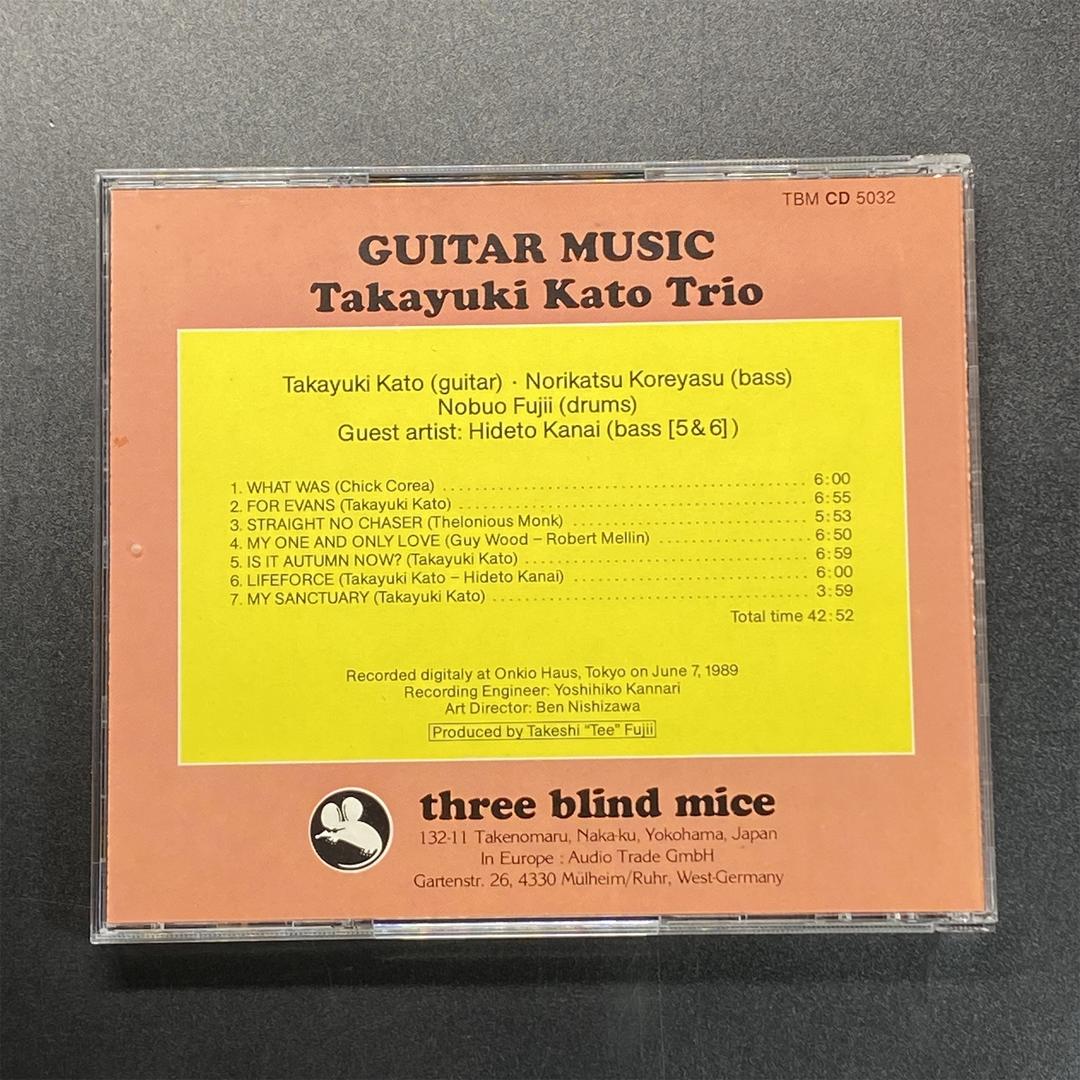 TBM CD 5032
GUITAR MUSIC
Takayuki Kato Trio
Takayuki Kato (guitar) · Norikatsu Koreyasu (bass)
Nobuo Fujii (drums)
Guest artist: Hideto Kanai (bass [5&6])
1. WHAT WAS (Chick Corea) 6:00
2. FOR EVANS (Takayuki Kato) 6:55
3. STRAIGHT NO CHASER (Thelonious Monk) 5:53
4. MY ONE AND ONLY LOVE (Guy Wood – Robert Mellin) 6:50
5. IS IT AUTUMN NOW? (Takayuki Kato) 6:59
6. LIFEFORCE (Takayuki Kato – Hideto Kanai) 6:00
7. MY SANCTUARY (Takayuki Kato) 3:59
Total time 42:52
Recorded digitaly at Onkio Haus, Tokyo on June 7, 1989
Recording Engineer: Yoshihiko Kannari
Art Director: Ben Nishizawa
Produced by Takeshi "Tee" Fujii
three blind mice
132-11 Takenomaru, Naka-ku, Yokohama, Japan
In Europe : Audio Trade GmbH
Gartenstr. 26, 4330 Mülheim/Ruhr, West-Germany